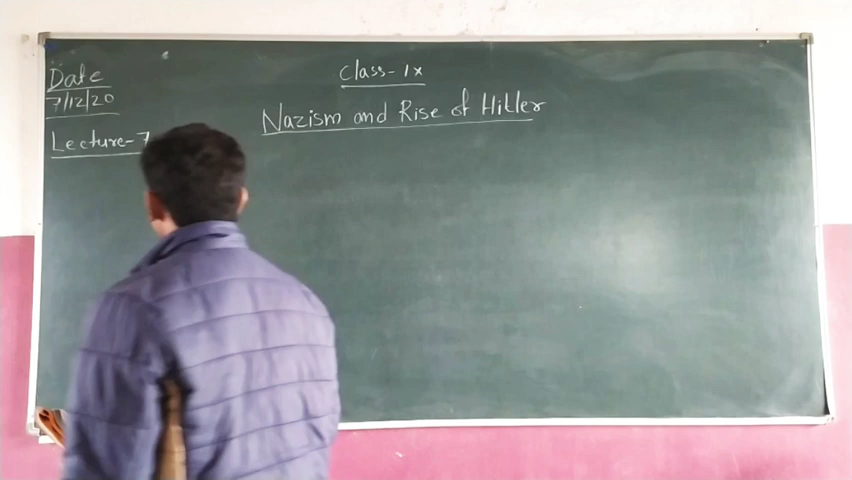 Date
7/12/20
class-IX
Nazism and Rise of Hitler
Lecture-7